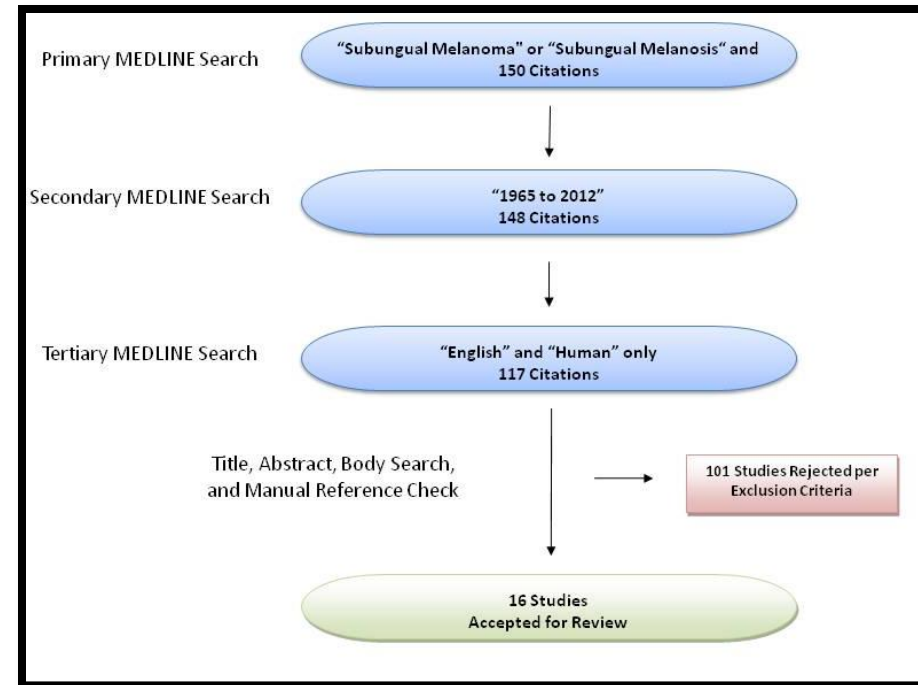 Primary MEDLINE Search
“Subungual Melanoma” or “Subungual Melanosis“ and
150 Citations
Secondary MEDLINE Search
“1965 to 2012”
148 Citations
Tertiary MEDLINE Search
“English” and “Human” only
117 Citations
Title, Abstract, Body Search,
and Manual Reference Check
101 Studies Rejected per
Exclusion Criteria
16 Studies
Accepted for Review